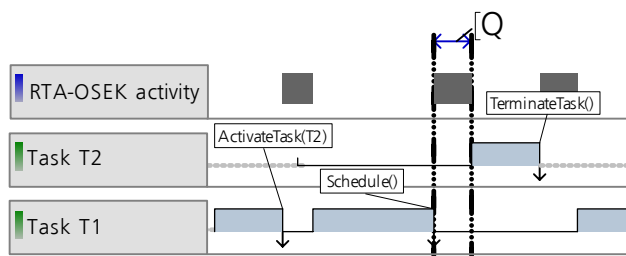 [Q
RTA-OSEK activity
TerminateTask()
ActivateTask(T2)
Task T2
Schedule()
Task T1